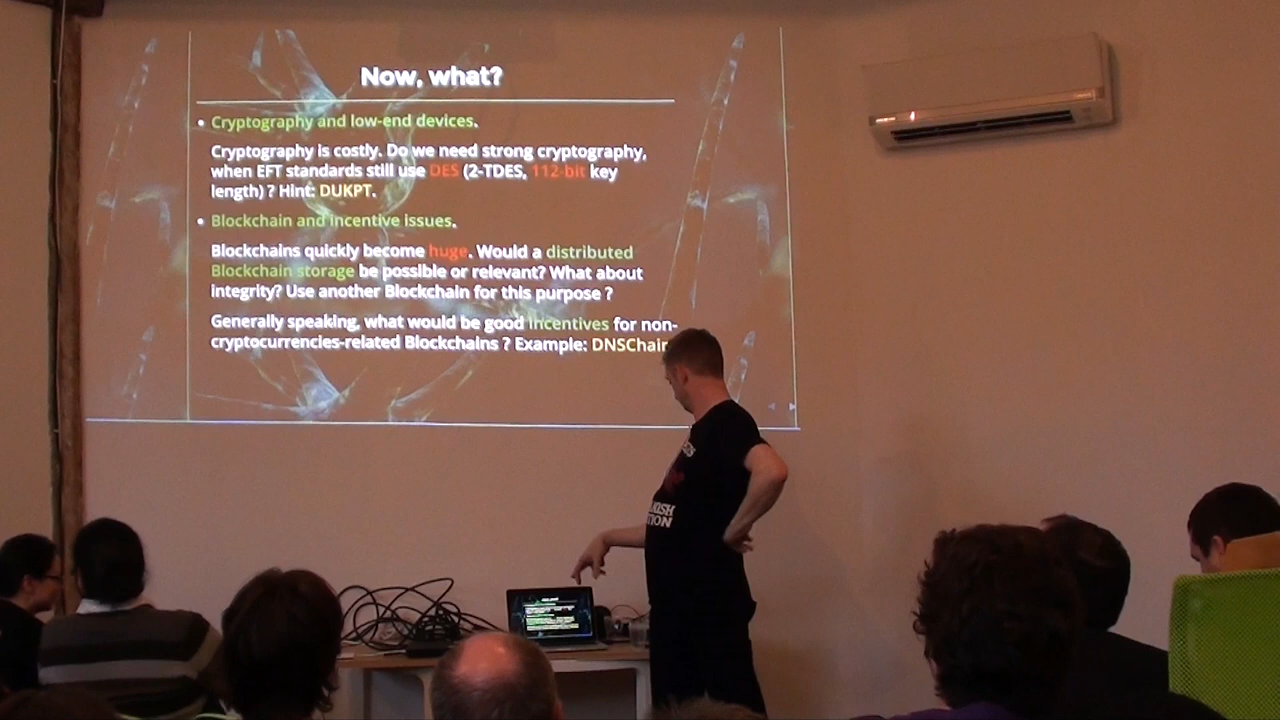 Now, what?
• Cryptography and low-end devices.
Cryptography is costly. Do we need strong cryptography,
when EFT standards still use DES (2-TDES, 112-bit key
length) ? Hint: DUKPT.
• Blockchain and incentive issues.
Blockchains quickly become huge. Would a distributed
Blockchain storage be possible or relevant? What about
integrity? Use another Blockchain for this purpose ?
Generally speaking, what would be good incentives for non-
cryptocurrencies-related Blockchains ? Example: DNSChain